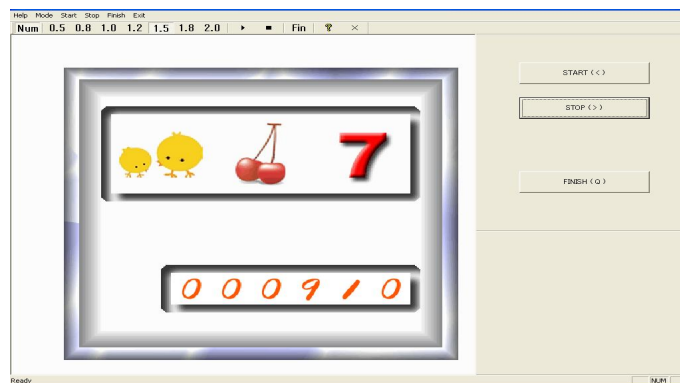 Help Mode Start Stop Finish Exit
Num 0.5 0.8 1.0 1.2 1.5 1.8 2.0 Fin
START (<)
STOP (>)
7
FINISH (Q)
000910
Ready
NUM